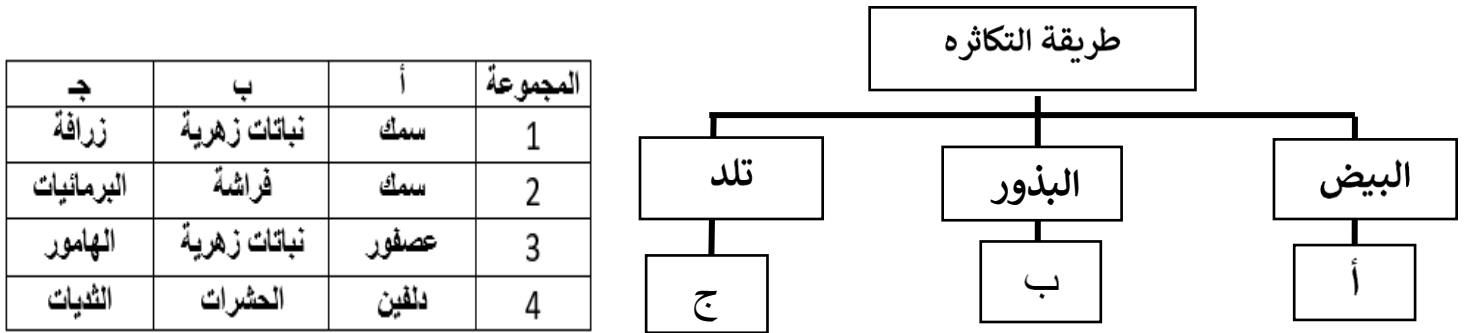 طريقة التكاثره
البيض البذور تلد
أ ب ج
المجموعة أ ب جـ
1 سمك نباتات زهرية زرافة
2 سمك فراشة البرمائيات
3 عصفور نباتات زهرية الهامور
4 دلفين الحشرات الثديات